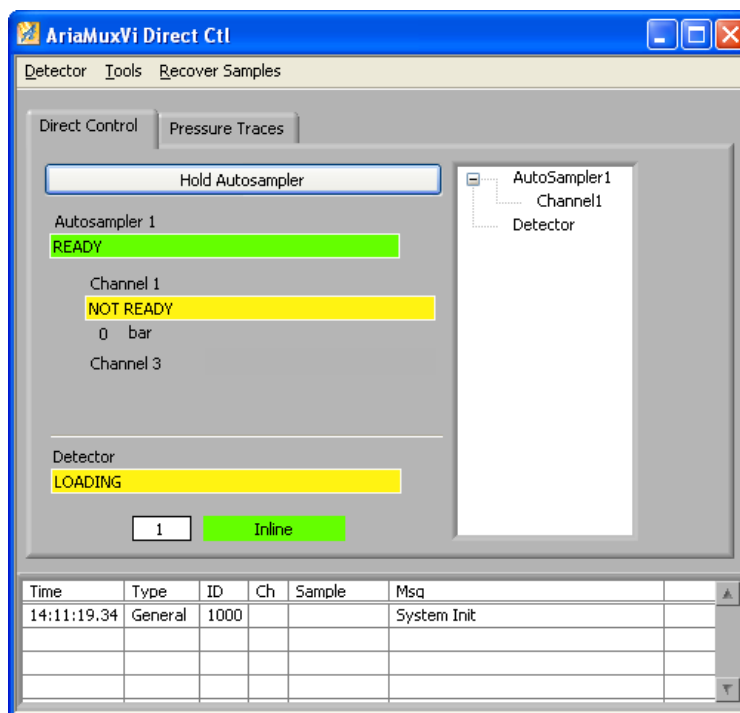 AriaMuxVi Direct Ctl
Detector Tools Recover Samples
Direct Control Pressure Traces
Hold Autosampler
Autosampler 1
READY
Channel 1
NOT READY
0 bar
Channel 3
Detector
LOADING
1 Inline
AutoSampler1
Channel1
Detector
Time Type ID Ch Sample Msg
14:11:19.34 General 1000 System Init